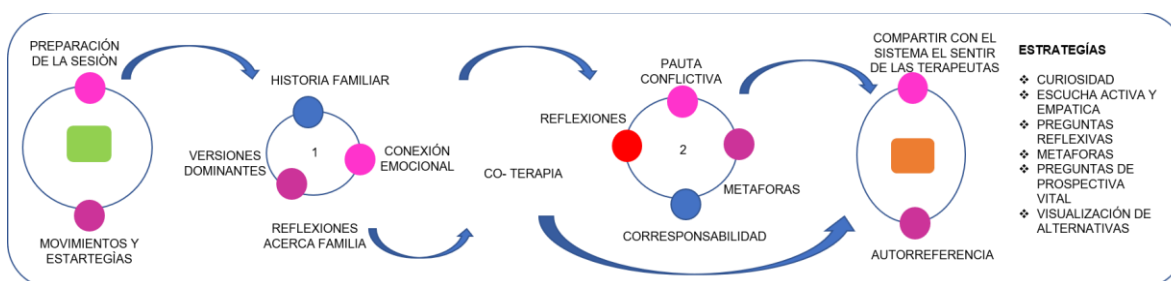 PREPARACIÓN
DE LA SESIÒN
MOVIMIENTOS Y
ESTARTEGÍAS
HISTORIA FAMILIAR
VERSIONES
DOMINANTES
1
CONEXIÓN
EMOCIONAL
REFLEXIONES
ACERCA FAMILIA
CO- TERAPIA
PAUTA
CONFLICTIVA
REFLEXIONES
2
METAFORAS
CORRESPONSABILIDAD
COMPARTIR CON EL
SISTEMA EL SENTIR
DE LAS TERAPEUTAS
AUTORREFERENCIA
ESTRATEGÍAS
❖ CURIOSIDAD
❖ ESCUCHA ACTIVA Y
EMPATICA
❖ PREGUNTAS
REFLEXIVAS
❖ METAFORAS
❖ PREGUNTAS DE
PROSPECTIVA
VITAL
❖ VISUALIZACIÓN DE
ALTERNATIVAS